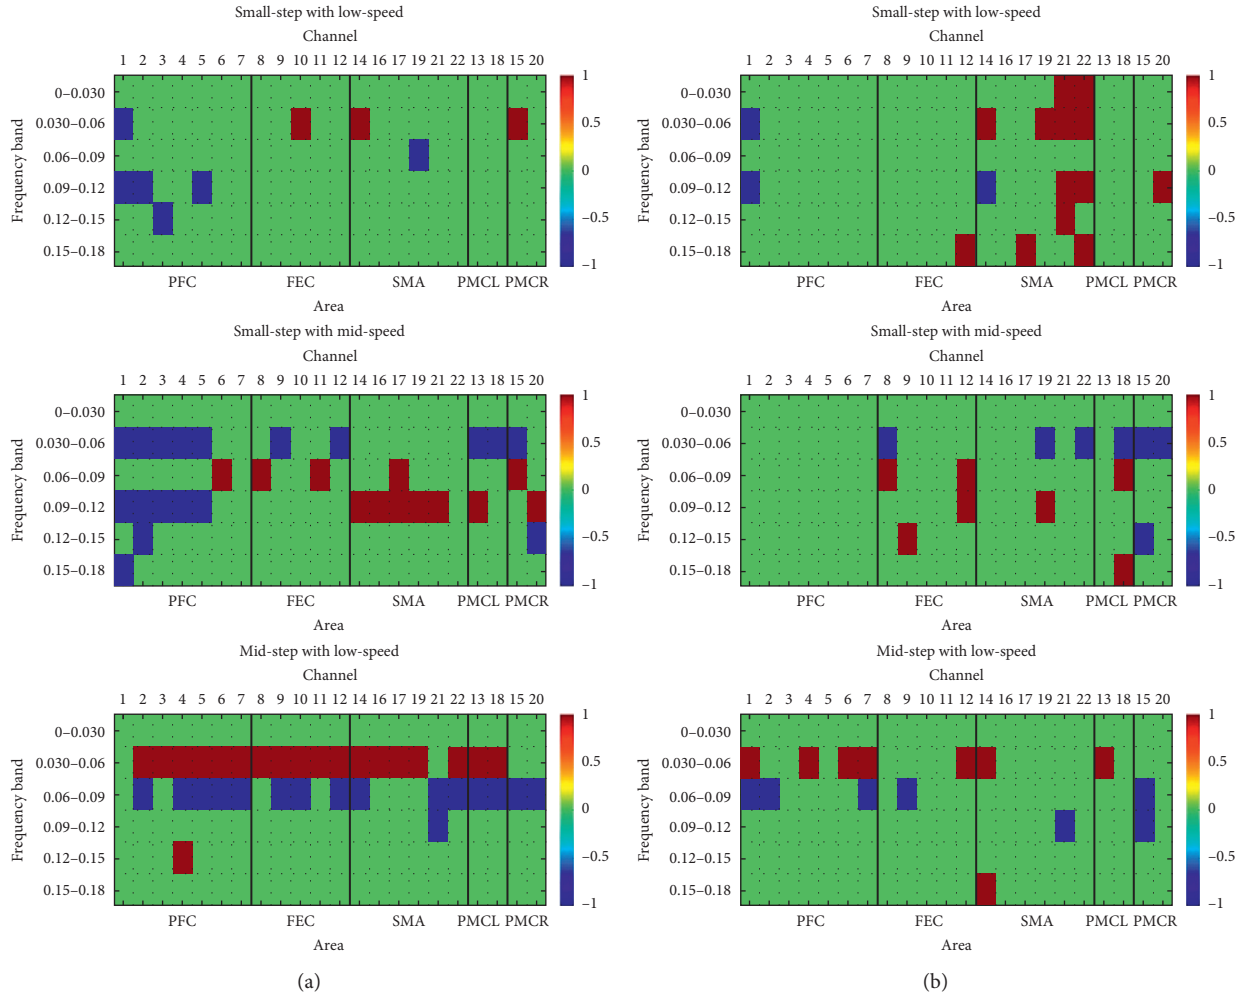 Small-step with low-speed
Channel
1 2 3 4 5 6 7 8 9 10 11 12 14 16 17 19 21 22 13 18 15 20
Frequency band
0–0.030
0.030–0.06
0.06–0.09
0.09–0.12
0.12–0.15
0.15–0.18
1
0.5
0
–0.5
–1
PFC FEC SMA PMCL PMCR
Area
Small-step with mid-speed
Channel
1 2 3 4 5 6 7 8 9 10 11 12 14 16 17 19 21 22 13 18 15 20
Frequency band
0–0.030
0.030–0.06
0.06–0.09
0.09–0.12
0.12–0.15
0.15–0.18
1
0.5
0
–0.5
–1
PFC FEC SMA PMCL PMCR
Area
Mid-step with low-speed
Channel
1 2 3 4 5 6 7 8 9 10 11 12 14 16 17 19 21 22 13 18 15 20
Frequency band
0–0.030
0.030–0.06
0.06–0.09
0.09–0.12
0.12–0.15
0.15–0.18
1
0.5
0
–0.5
–1
PFC FEC SMA PMCL PMCR
Area
(a)
Small-step with low-speed
Channel
1 2 3 4 5 6 7 8 9 10 11 12 14 16 17 19 21 22 13 18 15 20
Frequency band
0–0.030
0.030–0.06
0.06–0.09
0.09–0.12
0.12–0.15
0.15–0.18
1
0.5
0
–0.5
–1
PFC FEC SMA PMCL PMCR
Area
Small-step with mid-speed
Channel
1 2 3 4 5 6 7 8 9 10 11 12 14 16 17 19 21 22 13 18 15 20
Frequency band
0–0.030
0.030–0.06
0.06–0.09
0.09–0.12
0.12–0.15
0.15–0.18
1
0.5
0
–0.5
–1
PFC FEC SMA PMCL PMCR
Area
Mid-step with low-speed
Channel
1 2 3 4 5 6 7 8 9 10 11 12 14 16 17 19 21 22 13 18 15 20
Frequency band
0–0.030
0.030–0.06
0.06–0.09
0.09–0.12
0.12–0.15
0.15–0.18
1
0.5
0
–0.5
–1
PFC FEC SMA PMCL PMCR
Area
(b)